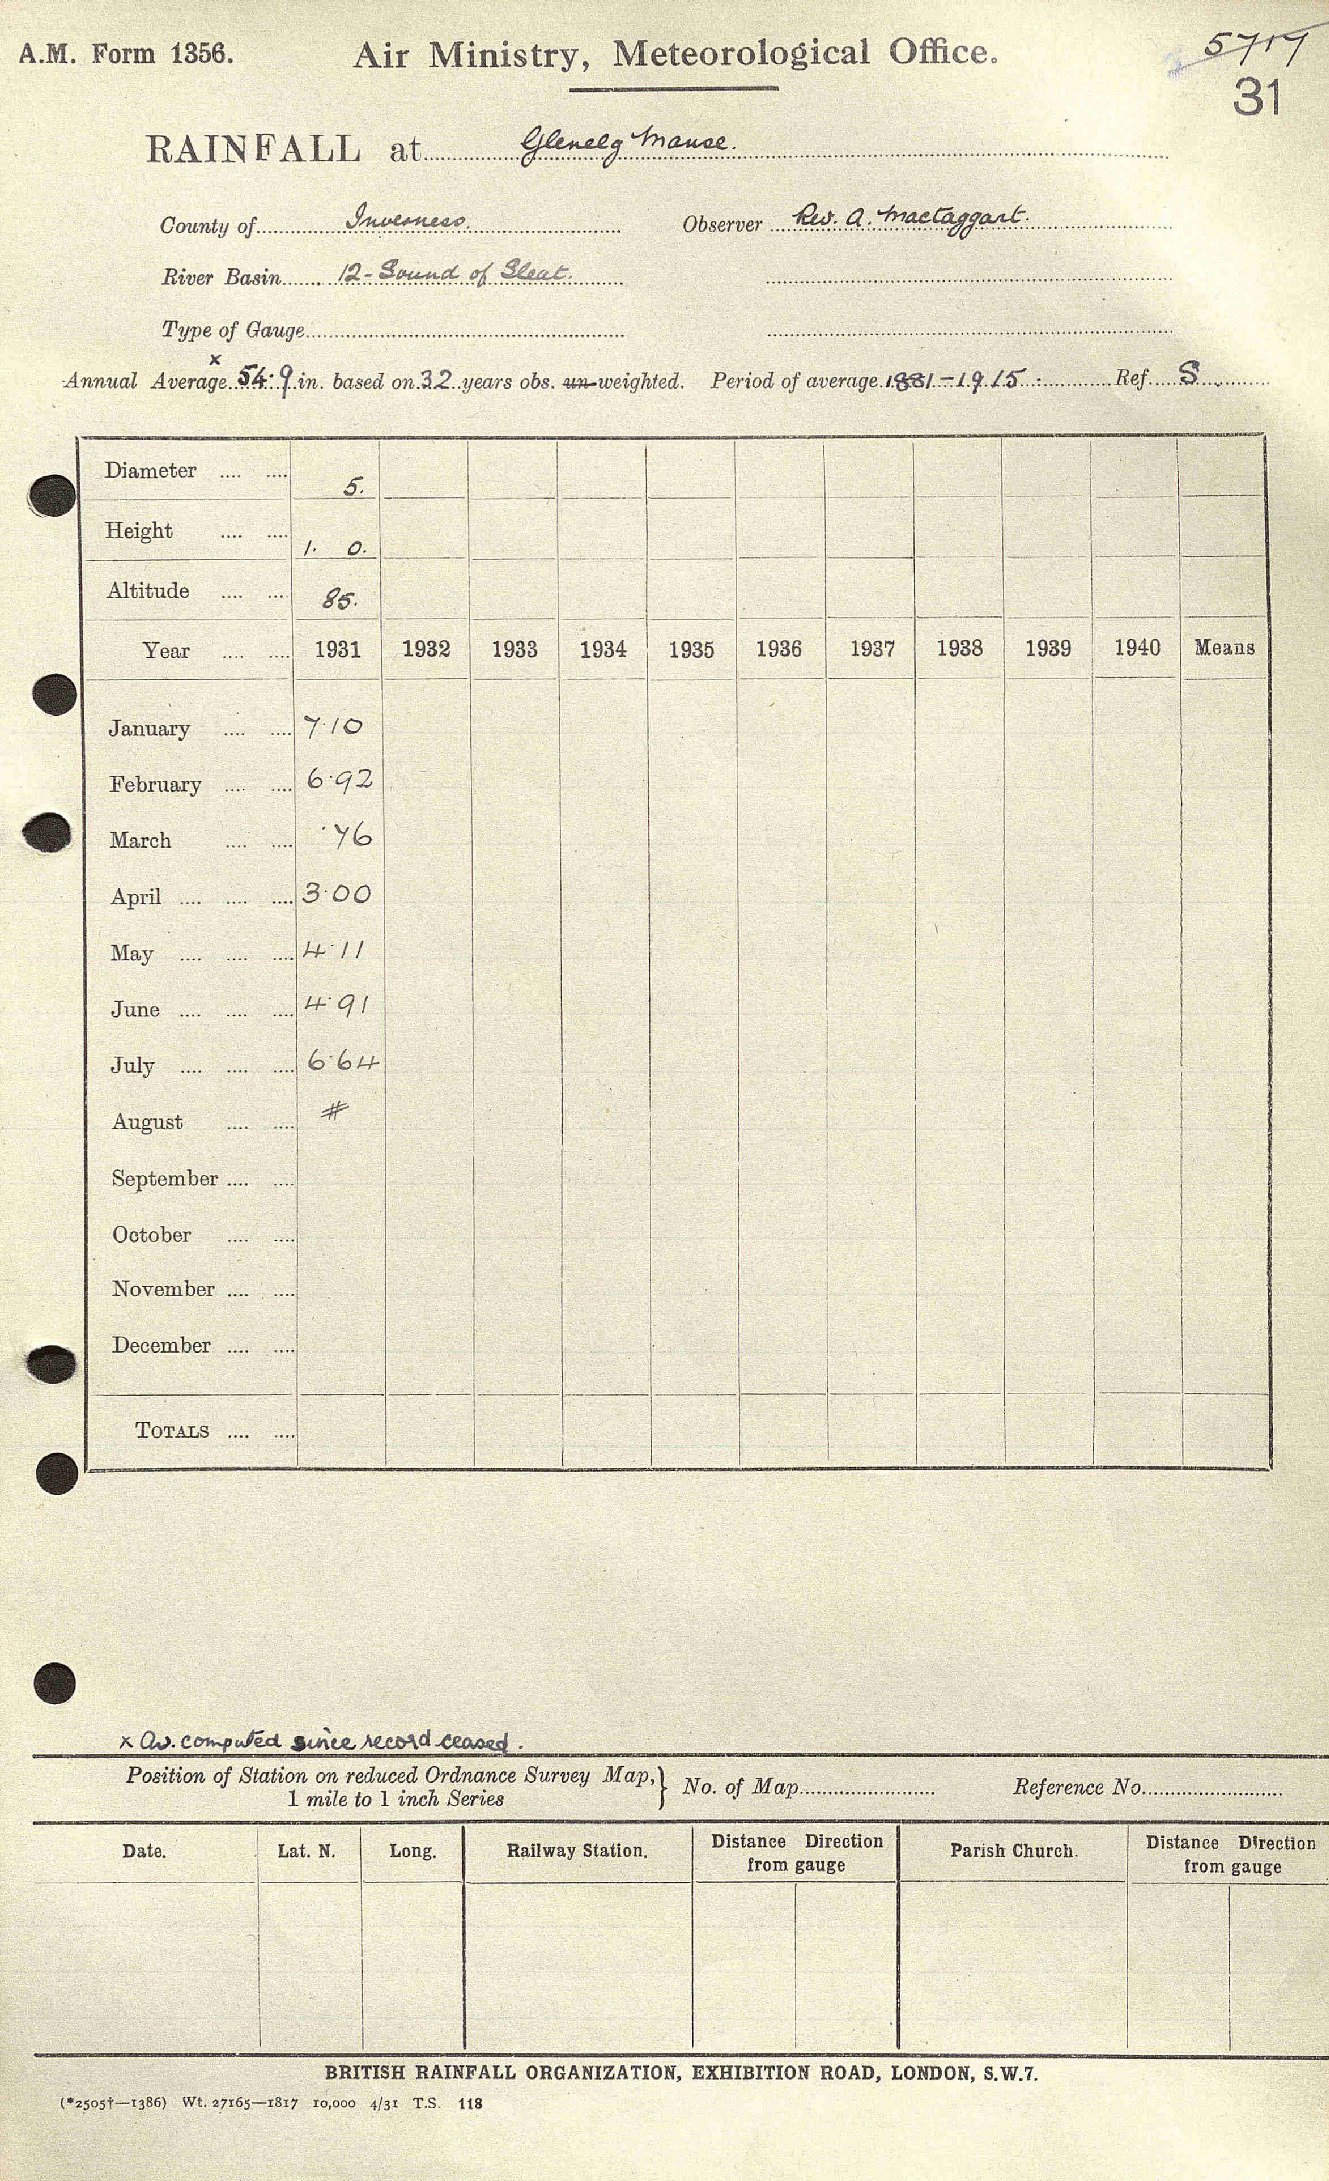 A.M. Form 1356. Air Ministry, Meteorological Office. 5717
31
RAINFALL at Glenelg Manse.
County of Inverness. Observer Rev. A. Mactaggart.
River Basin 12 - Sound of Sleat.
Type of Gauge
x
Annual Average 54.9 in. based on 32 years obs. un-weighted. Period of average 1881-1915. Ref. S.
Diameter 5.
Height 1. 0.
Altitude 85.
Year 1931 1932 1933 1934 1935 1936 1937 1938 1939 1940 Means
January 7.10
February 6.92
March .76
April 3.00
May 4.11
June 4.91
July 6.64
August #
September
October
November
December
TOTALS
x Av. computed since record ceased.
Position of Station on reduced Ordnance Survey Map, } No. of Map Reference No.
1 mile to 1 inch Series
Date. Lat. N. Long. Railway Station. Distance Direction from gauge Parish Church. Distance Direction from gauge
BRITISH RAINFALL ORGANIZATION, EXHIBITION ROAD, LONDON, S.W.7.
(*2505†—1386) Wt. 27165—1817 10,000 4/31 T.S. 118